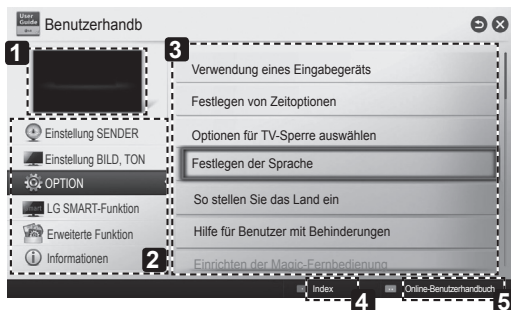 User Guide
Benutzerhandb
1
3
Verwendung eines Eingabegeräts
Festlegen von Zeitoptionen
Optionen für TV-Sperre auswählen
Festlegen der Sprache
So stellen Sie das Land ein
Hilfe für Benutzer mit Behinderungen
Einrichten der Magic-Fernbedienung
Einstellung SENDER
Einstellung BILD, TON
OPTION
LG SMART-Funktion
Erweiterte Funktion
Informationen
2
Index
Online-Benutzerhandbuch
4
5